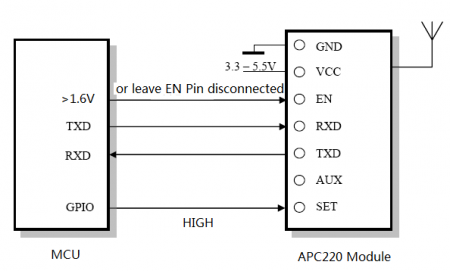 GND
3.3 – 5.5V
VCC
or leave EN Pin disconnected
>1.6V
EN
TXD
RXD
RXD
TXD
AUX
GPIO
SET
HIGH
MCU
APC220 Module